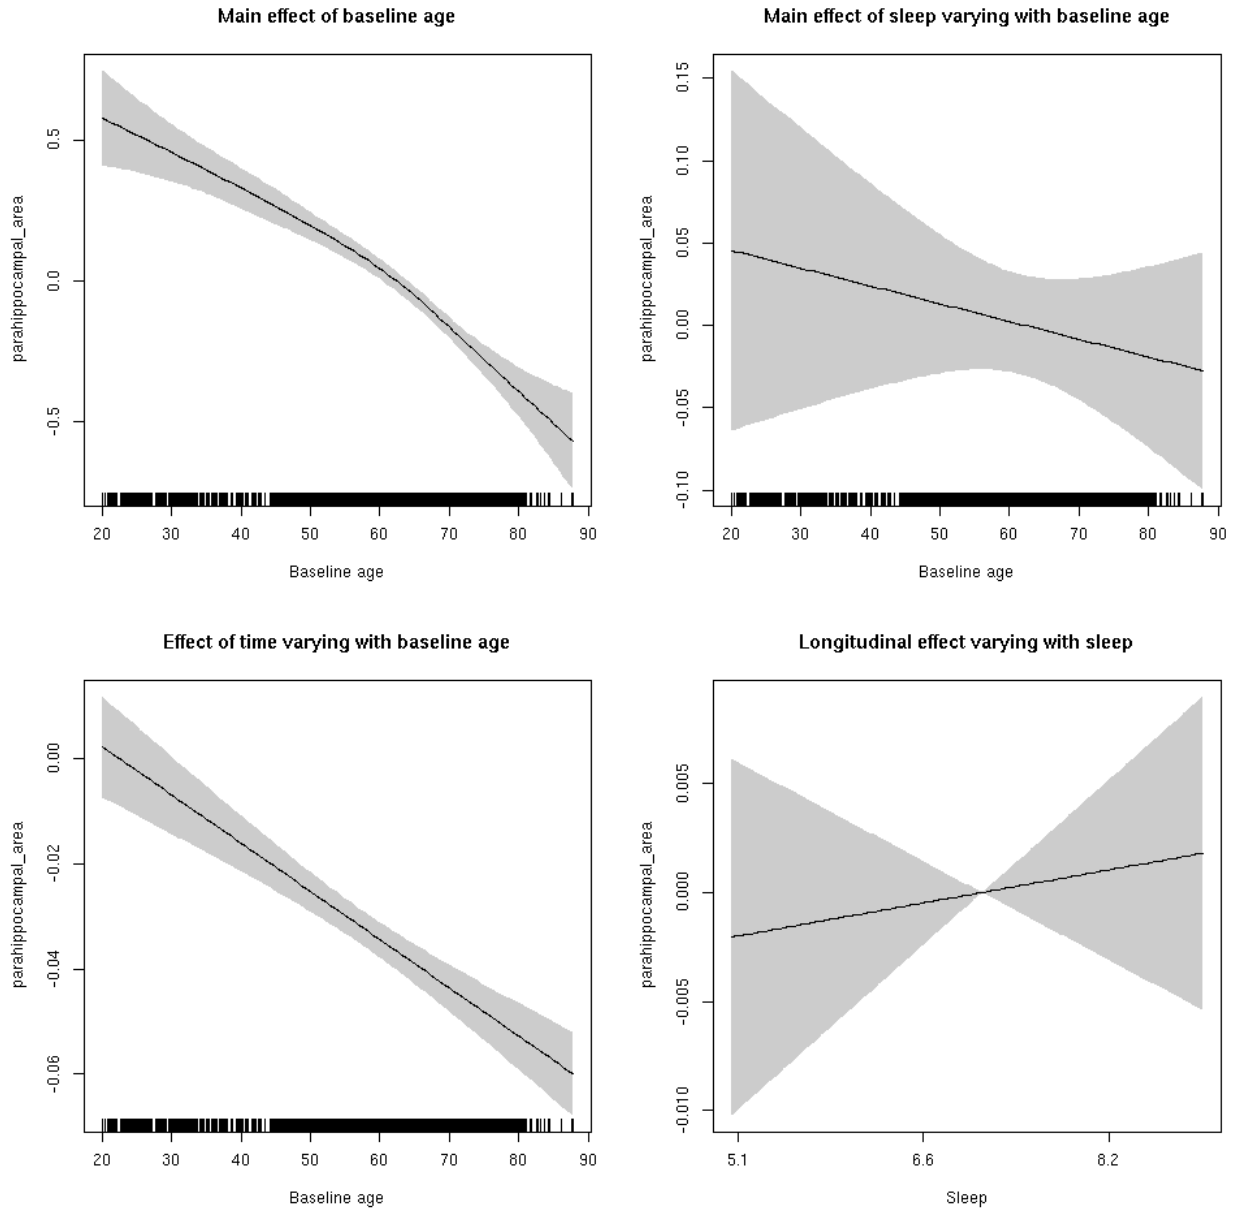 Main effect of baseline age
parahippocampal_area
0.5
0.0
-0.5
20 30 40 50 60 70 80 90
Baseline age
Main effect of sleep varying with baseline age
parahippocampal_area
0.15
0.10
0.05
0.00
-0.05
-0.10
20 30 40 50 60 70 80 90
Baseline age
Effect of time varying with baseline age
parahippocampal_area
0.00
-0.02
-0.04
-0.06
20 30 40 50 60 70 80 90
Baseline age
Longitudinal effect varying with sleep
parahippocampal_area
0.005
0.000
-0.005
-0.010
5.1 6.6 8.2
Sleep